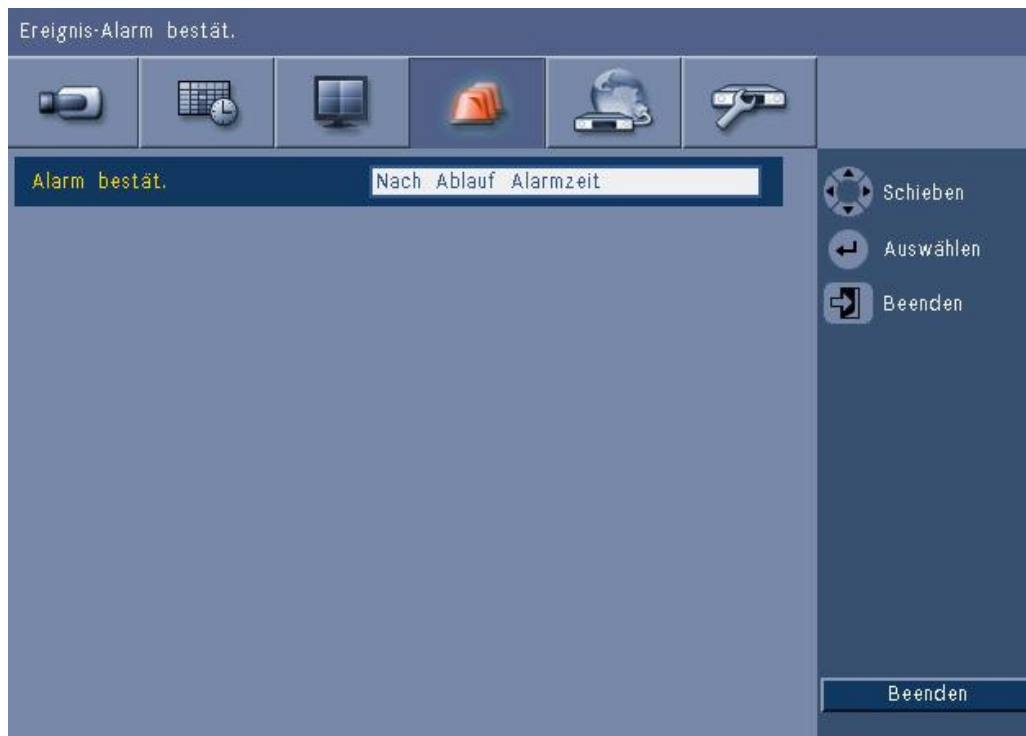 Ereignis-Alarm bestät.
Alarm bestät. Nach Ablauf Alarmzeit
Schieben
Auswählen
Beenden
Beenden